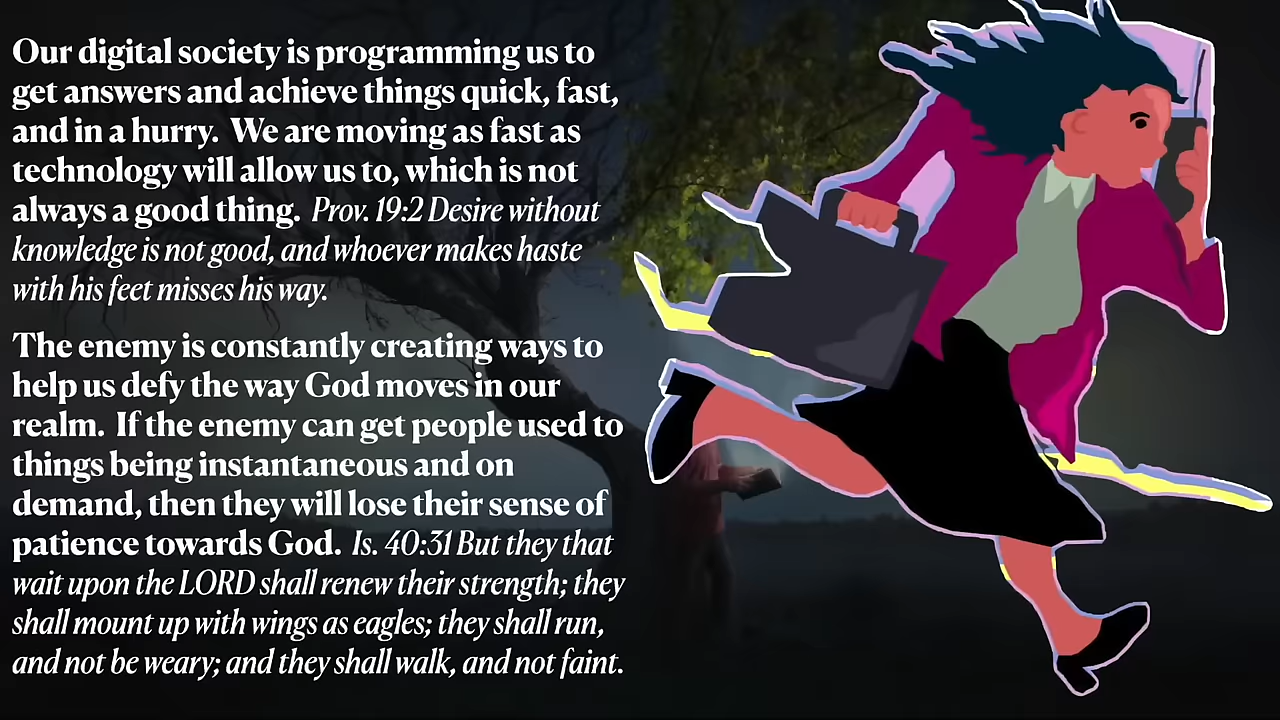 Our digital society is programming us to
get answers and achieve things quick, fast,
and in a hurry.  We are moving as fast as
technology will allow us to, which is not
always a good thing.  Prov. 19:2 Desire without
knowledge is not good, and whoever makes haste
with his feet misses his way.
The enemy is constantly creating ways to
help us defy the way God moves in our
realm.  If the enemy can get people used to
things being instantaneous and on
demand, then they will lose their sense of
patience towards God.  Is. 40:31 But they that
wait upon the LORD shall renew their strength; they
shall mount up with wings as eagles; they shall run,
and not be weary; and they shall walk, and not faint.